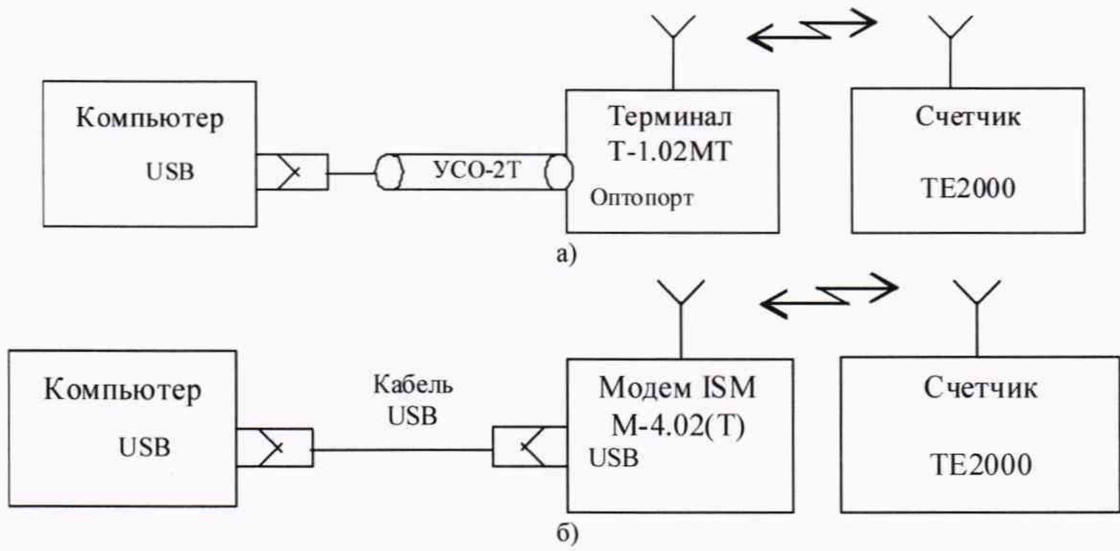 Компьютер
USB
УСО-2Т
Терминал
Т-1.02МТ
Оптопорт
Счетчик
ТЕ2000
а)
Компьютер
USB
Кабель
USB
Модем ISM
М-4.02(Т)
USB
Счетчик
ТЕ2000
б)